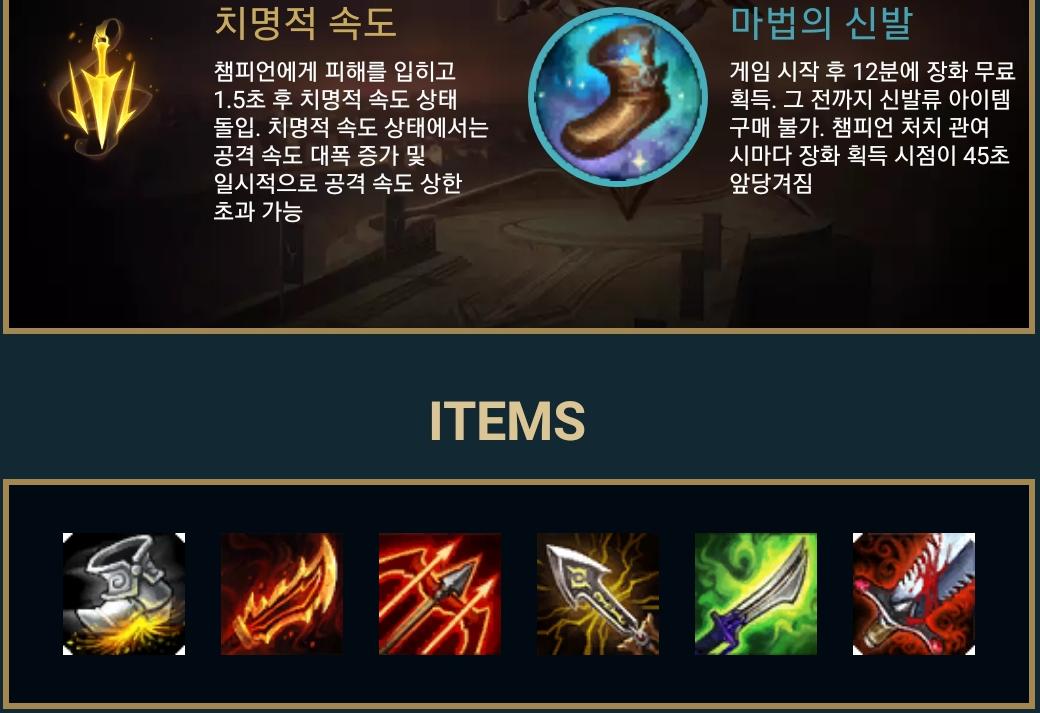 치명적 속도
챔피언에게 피해를 입히고
1.5초 후 치명적 속도 상태
돌입. 치명적 속도 상태에서는
공격 속도 대폭 증가 및
일시적으로 공격 속도 상한
초과 가능
마법의 신발
게임 시작 후 12분에 장화 무료
획득. 그 전까지 신발류 아이템
구매 불가. 챔피언 처치 관여
시마다 장화 획득 시점이 45초
앞당겨짐
ITEMS